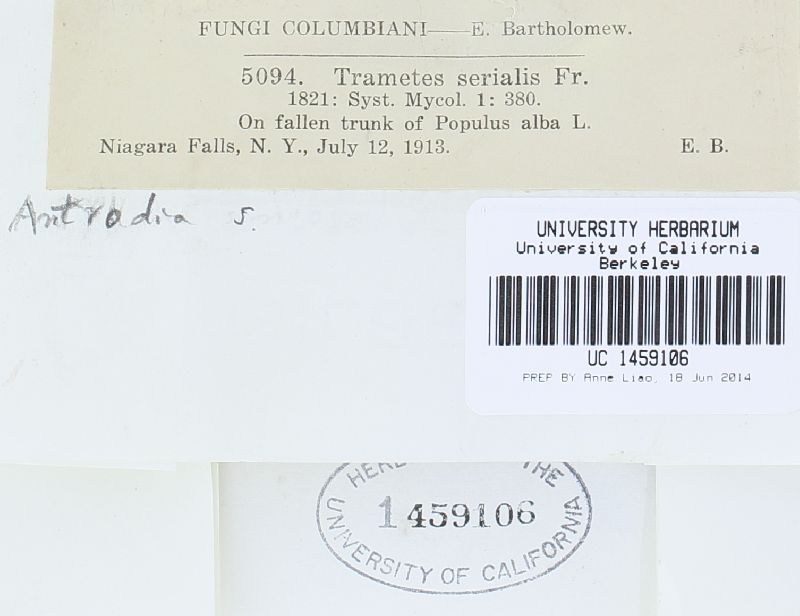 FUNGI COLUMBIANI——E. Bartholomew.
5094. Trametes serialis Fr.
1821: Syst. Mycol. 1: 380.
On fallen trunk of Populus alba L.
Niagara Falls, N. Y., July 12, 1913. E. B.
Antrodia s.
UNIVERSITY HERBARIUM
University of California
Berkeley
UC 1459106
PREP BY Anne Liao, 18 Jun 2014
THE
1459106
UNIVERSITY OF CALIFORNIA